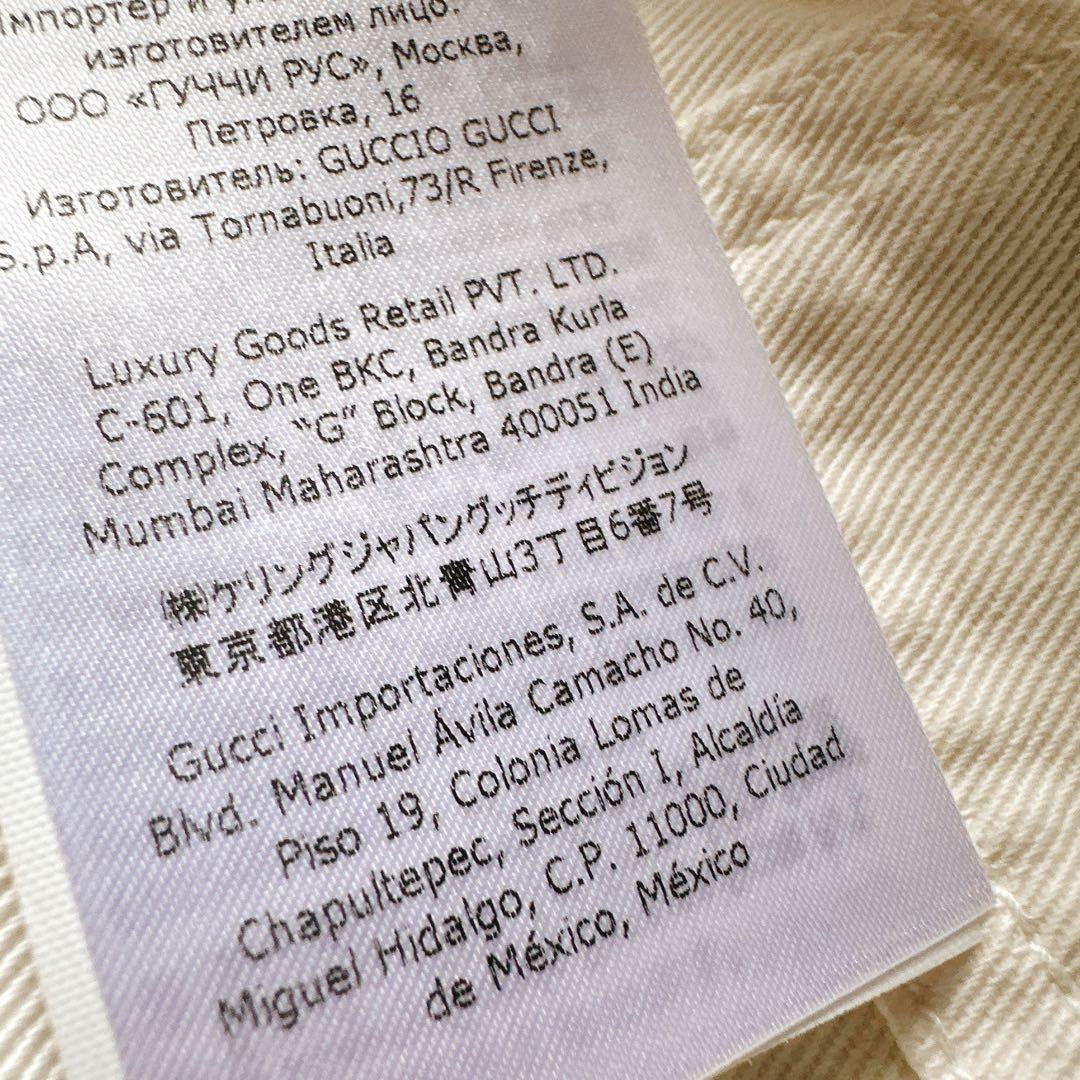 Импортер и
изготовителем лицо:
ООО «ГУЧЧИ РУС», Москва,
Петровка, 16
Изготовитель: GUCCIO GUCCI
S.p.A, via Tornabuoni,73/R Firenze,
Italia
Luxury Goods Retail PVT. LTD.
C-601, One BKC, Bandra Kurla
Complex, “G” Block, Bandra (E)
Mumbai Maharashtra 400051 India
㈱ケリングジャパングッチディビジョン
東京都港区北青山3丁目6番7号
Gucci Importaciones, S.A. de C.V.
Blvd. Manuel Ávila Camacho No. 40,
Piso 19, Colonia Lomas de
Chapultepec, Sección I, Alcaldía
Miguel Hidalgo, C.P. 11000, Ciudad
de México, México